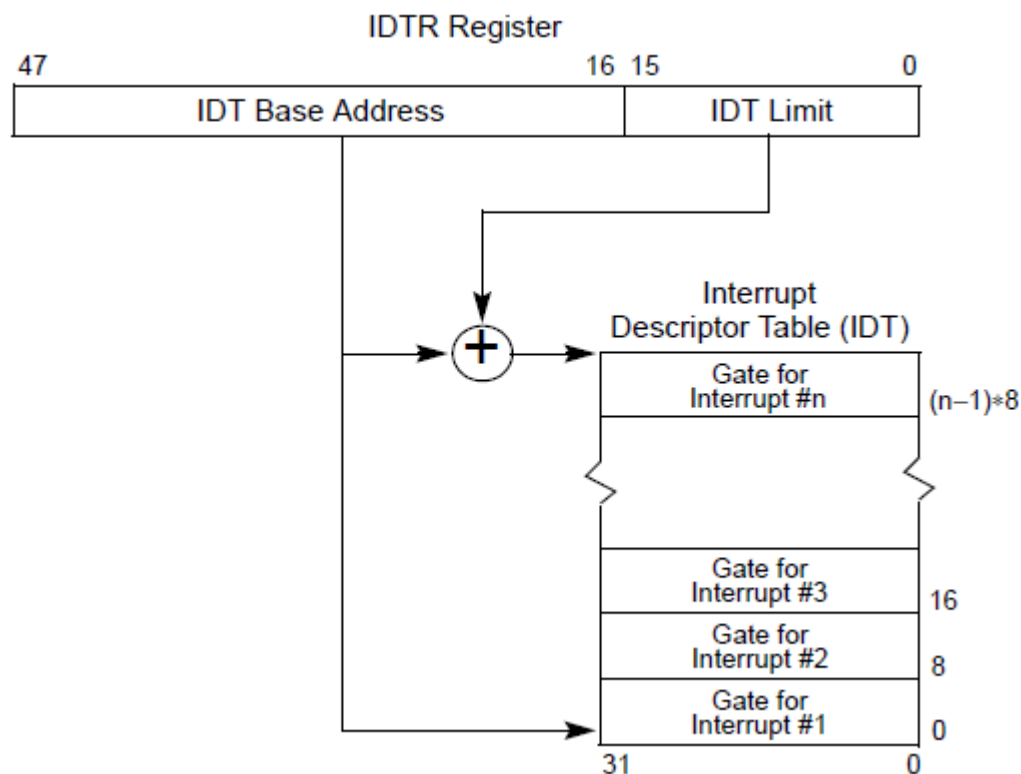 IDTR Register
47 16 15 0
IDT Base Address IDT Limit
Interrupt
Descriptor Table (IDT)
+
Gate for
Interrupt #n
(n−1)∗8
Gate for
Interrupt #3
16
Gate for
Interrupt #2
8
Gate for
Interrupt #1
0
31 0